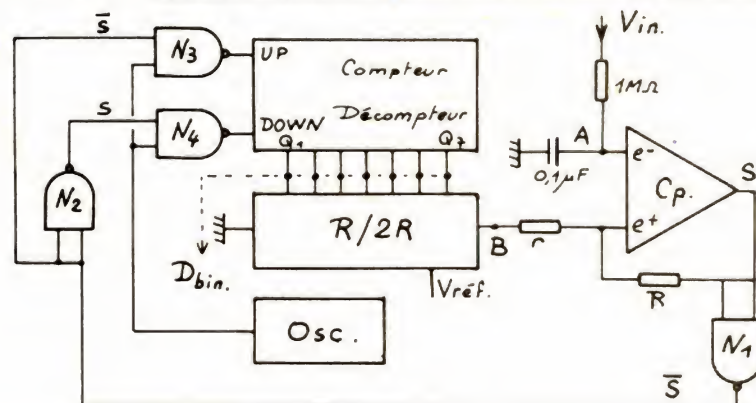 S̅
N3
UP
Compteur
Vin.
1MΩ
S
N4
DOWN
Décompteur
Q1
Q7
A
0,1µF
e-
Cp.
S
N2
R/2R
B
r
e+
Dbin.
Vréf.
R
Osc.
N1
S̅